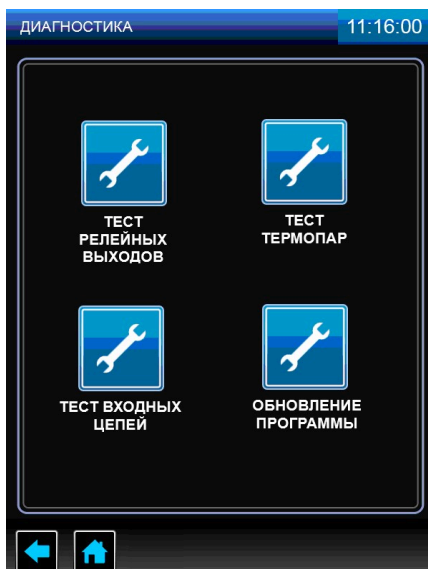 ДИАГНОСТИКА 11:16:00
ТЕСТ
РЕЛЕЙНЫХ
ВЫХОДОВ
ТЕСТ
ТЕРМОПАР
ТЕСТ ВХОДНЫХ
ЦЕПЕЙ
ОБНОВЛЕНИЕ
ПРОГРАММЫ